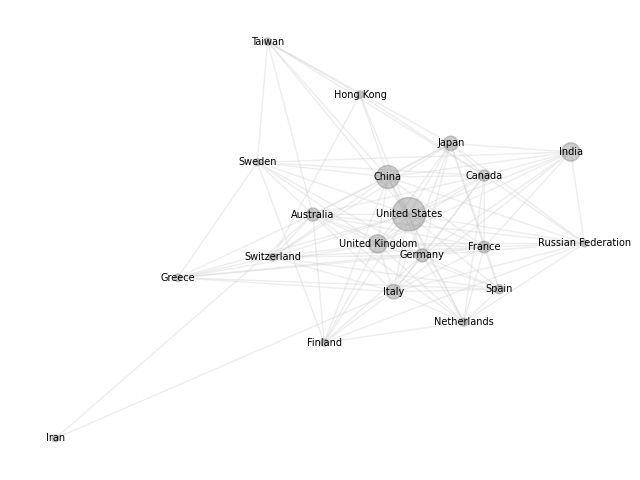 Taiwan
Hong Kong
Japan
India
Sweden
China
Canada
Australia
United States
United Kingdom
Germany
France
Russian Federation
Switzerland
Greece
Italy
Spain
Netherlands
Finland
Iran